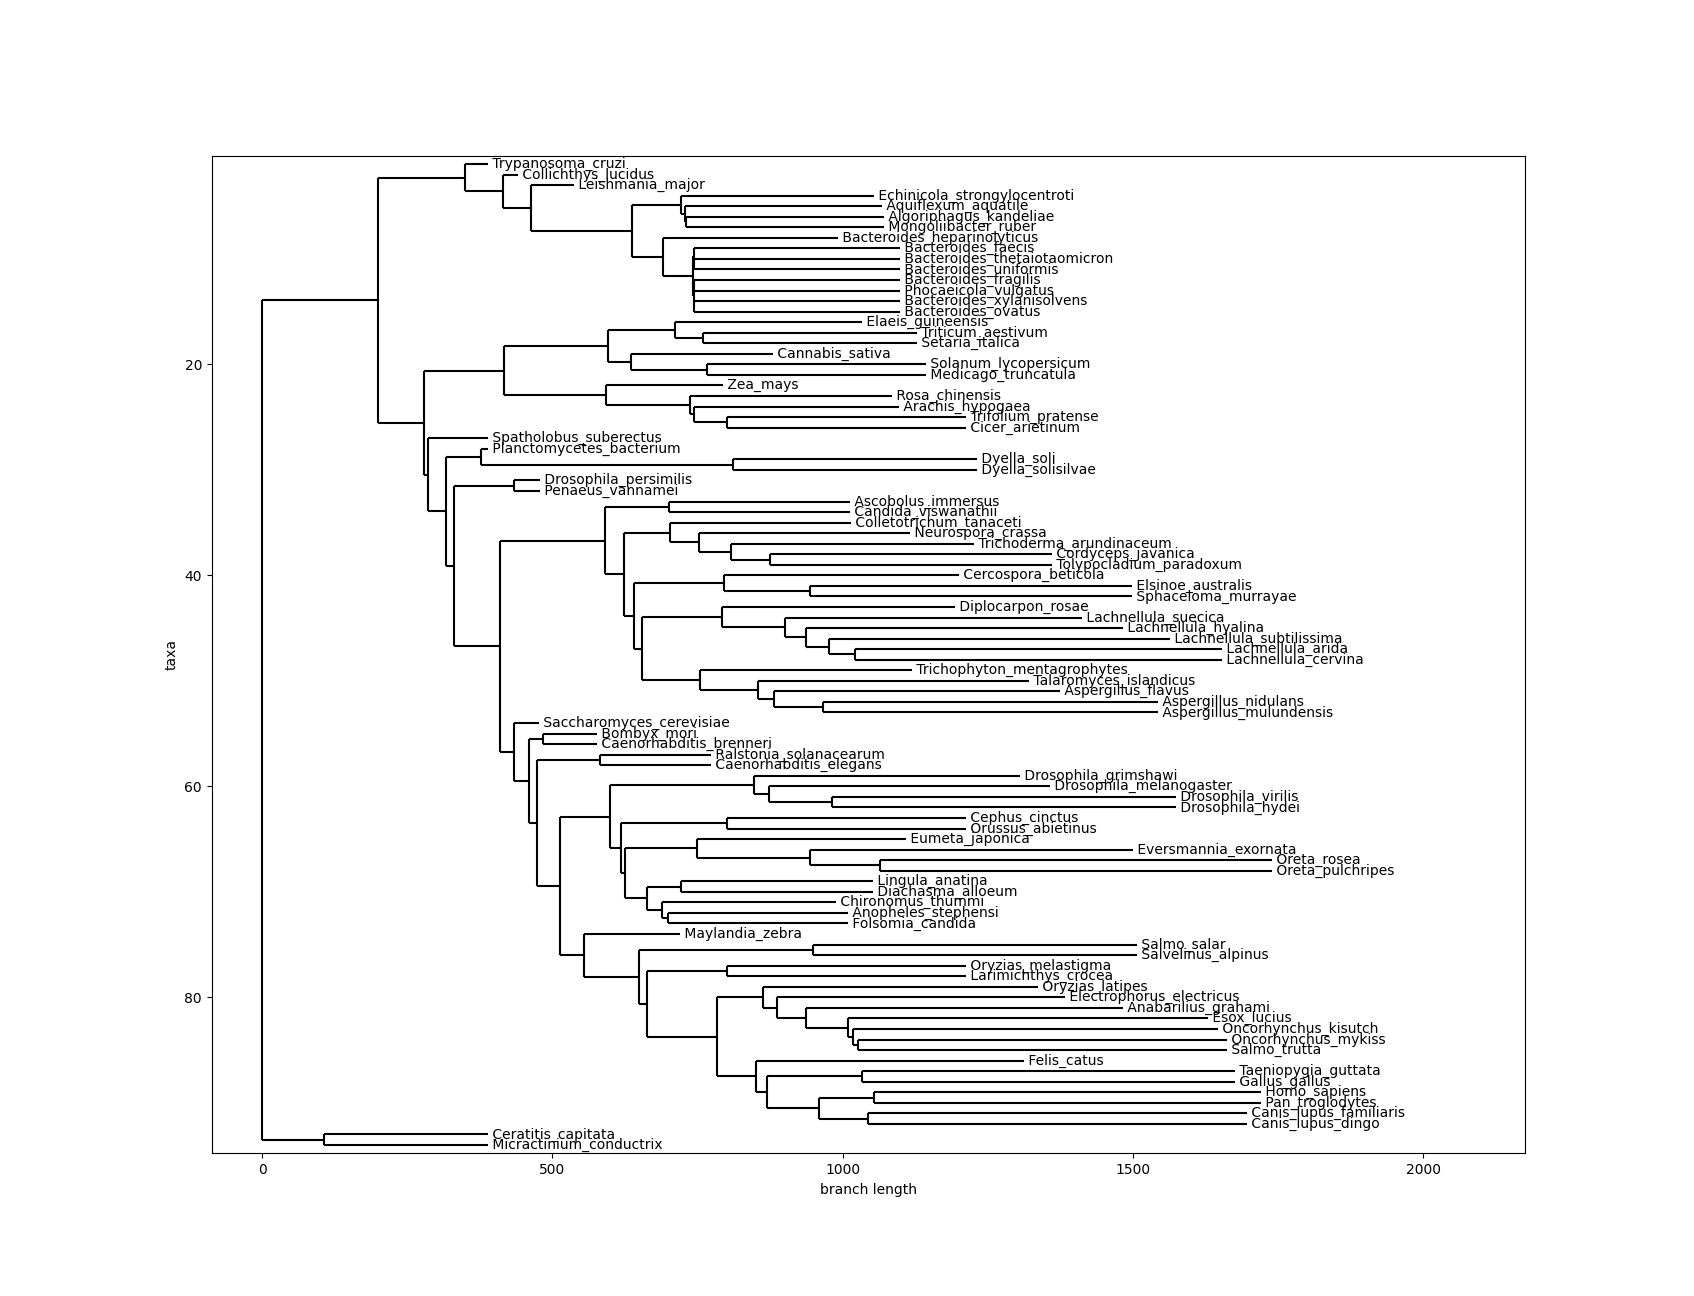 Trypanosoma_cruzi
Collichthys_lucidus
Leishmania_major
Echinicola_strongylocentroti
Aquiflexum_aquatile
Algoriphagus_kandeliae
Mongoliibacter_ruber
Bacteroides_heparinolyticus
Bacteroides_faecis
Bacteroides_thetaiotaomicron
Bacteroides_uniformis
Bacteroides_fragilis
Phocaeicola_vulgatus
Bacteroides_xylanisolvens
Bacteroides_ovatus
Elaeis_guineensis
Triticum_aestivum
Setaria_italica
Cannabis_sativa
20
Solanum_lycopersicum
Medicago_truncatula
Zea_mays
Rosa_chinensis
Arachis_hypogaea
Trifolium_pratense
Cicer_arietinum
Spatholobus_suberectus
Planctomycetes_bacterium
Dyella_soli
Dyella_solisilvae
Drosophila_persimilis
Penaeus_vannamei
Ascobolus_immersus
Candida_viswanathii
Colletotrichum_tanaceti
Neurospora_crassa
Trichoderma_arundinaceum
Cordyceps_javanica
Tolypocladium_paradoxum
40
Cercospora_beticola
Elsinoe_australis
Sphaceloma_murrayae
Diplocarpon_rosae
Lachnellula_suecica
Lachnellula_hyalina
Lachnellula_subtilissima
Lachnellula_arida
Lachnellula_cervina
taxa
Trichophyton_mentagrophytes
Talaromyces_islandicus
Aspergillus_flavus
Aspergillus_nidulans
Aspergillus_mulundensis
Saccharomyces_cerevisiae
Bombyx_mori
Caenorhabditis_brenneri
Ralstonia_solanacearum
Caenorhabditis_elegans
Drosophila_grimshawi
60
Drosophila_melanogaster
Drosophila_virilis
Drosophila_hydei
Cephus_cinctus
Orussus_abietinus
Eumeta_japonica
Eversmannia_exornata
Oreta_rosea
Oreta_pulchripes
Lingula_anatina
Diachasma_alloeum
Chironomus_thummi
Anopheles_stephensi
Folsomia_candida
Maylandia_zebra
Salmo_salar
Salvelinus_alpinus
Oryzias_melastigma
Larimichthys_crocea
Oryzias_latipes
80
Electrophorus_electricus
Anabarilius_grahami
Esox_lucius
Oncorhynchus_kisutch
Oncorhynchus_mykiss
Salmo_trutta
Felis_catus
Taeniopygia_guttata
Gallus_gallus
Homo_sapiens
Pan_troglodytes
Canis_lupus_familiaris
Canis_lupus_dingo
Ceratitis_capitata
Micractinium_conductrix
0 500 1000 1500 2000
branch length